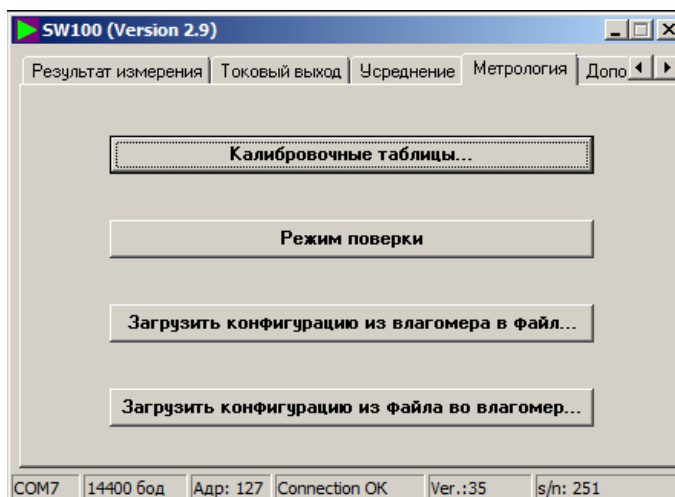 SW100 (Version 2.9)
Результат измерения Токовый выход Усреднение Метрология Допо
Калибровочные таблицы...
Режим поверки
Загрузить конфигурацию из влагомера в файл...
Загрузить конфигурацию из файла во влагомер...
COM7 14400 бод Адр: 127 Connection OK Ver.:35 s/n: 251